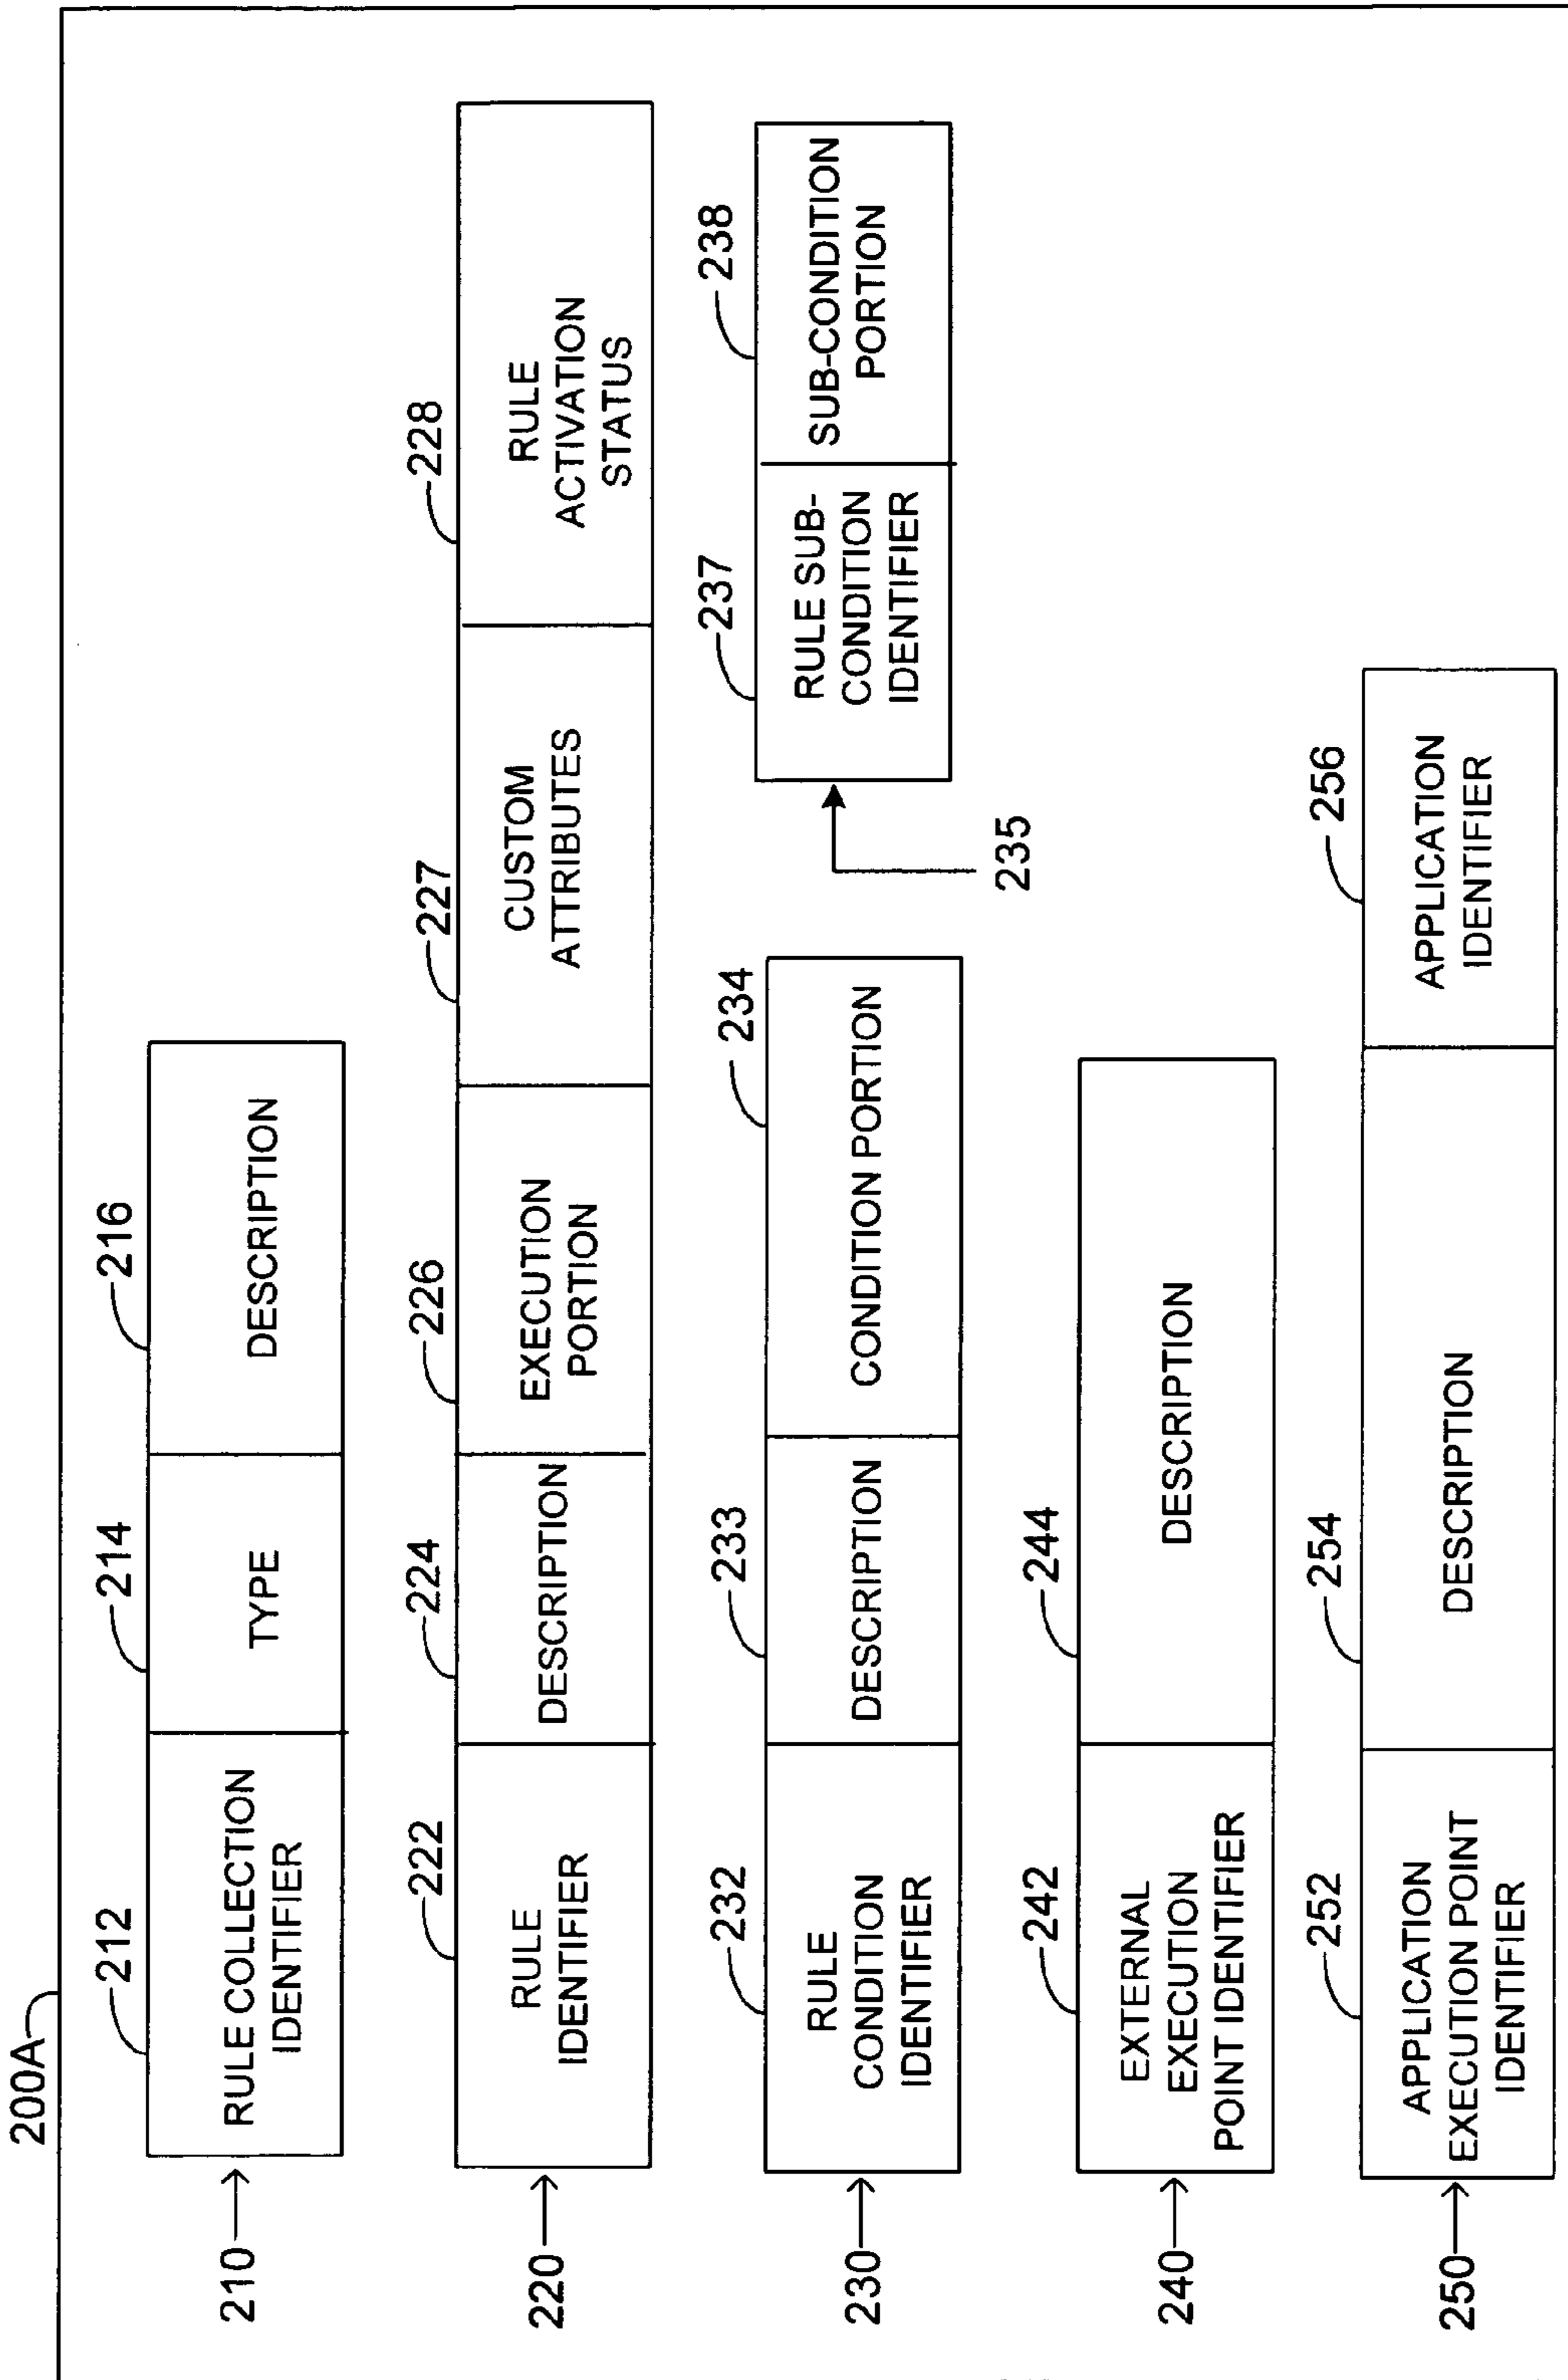 200A
212
214
216
210
RULE COLLECTION
IDENTIFIER
TYPE
DESCRIPTION
222
224
226
227
228
220
RULE
IDENTIFIER
DESCRIPTION
EXECUTION
PORTION
CUSTOM
ATTRIBUTES
RULE
ACTIVATION
STATUS
232
233
234
230
RULE
CONDITION
IDENTIFIER
DESCRIPTION
CONDITION PORTION
235
237
238
RULE SUB-
CONDITION
IDENTIFIER
SUB-CONDITION
PORTION
242
244
240
EXTERNAL
EXECUTION
POINT IDENTIFIER
DESCRIPTION
252
254
256
250
APPLICATION
EXECUTION POINT
IDENTIFIER
DESCRIPTION
APPLICATION
IDENTIFIER